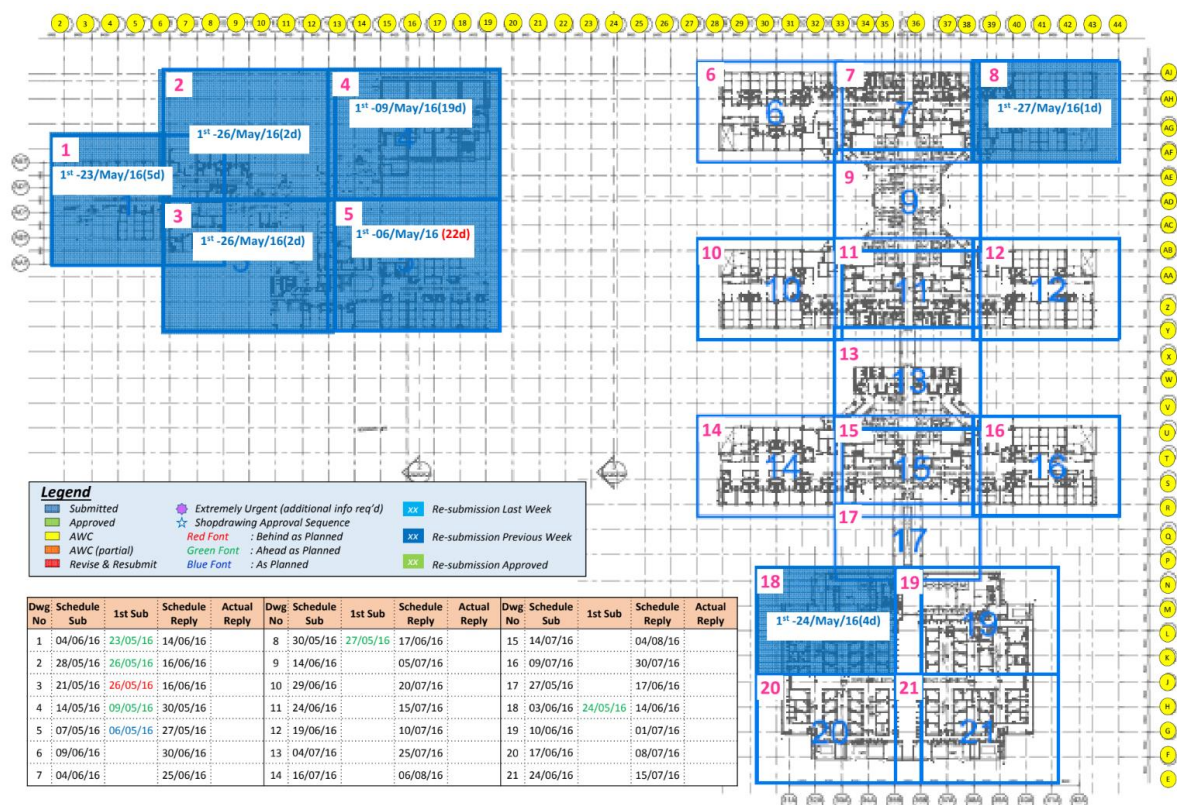 2 3 4 5 6 7 8 9 10 11 12 13 16 17 18 19 20 21 22 23 24 25 26 27 28 29 30 31 32 33 34 35 36 37 38 39 40 41 42 43 44
2
1st -26/May/16(2d)
4
1st -09/May/16(19d)
4
1
1st -23/May/16(5d)
1
3
1st -26/May/16(2d)
3
5
1st -06/May/16 (22d)
5
6
6
7
7
8
1st -27/May/16(1d)
9
9
10
10
11
11
12
12
13
13
14
14
15
15
16
16
17
17
18
1st -24/May/16(4d)
19
19
20
20
21
21
AJ
AH
AG
AF
AE
AD
AC
AB
AA
Z
Y
X
W
V
U
T
S
R
Q
P
N
M
L
K
J
H
G
F
E
Legend
Submitted
Approved
AWC
AWC (partial)
Revise & Resubmit
Extremely Urgent (additional info req'd)
Shopdrawing Approval Sequence
Red Font : Behind as Planned
Green Font : Ahead as Planned
Blue Font : As Planned
xx Re-submission Last Week
xx Re-submission Previous Week
xx Re-submission Approved
Dwg No Schedule Sub 1st Sub Schedule Reply Actual Reply Dwg No Schedule Sub 1st Sub Schedule Reply Actual Reply Dwg No Schedule Sub 1st Sub Schedule Reply Actual Reply
1 04/06/16 23/05/16 14/06/16 8 30/05/16 27/05/16 17/06/16 15 14/07/16 04/08/16
2 28/05/16 26/05/16 16/06/16 9 14/06/16 05/07/16 16 09/07/16 30/07/16
3 21/05/16 26/05/16 16/06/16 10 29/06/16 20/07/16 17 27/05/16 17/06/16
4 14/05/16 09/05/16 30/05/16 11 24/06/16 15/07/16 18 03/06/16 24/05/16 14/06/16
5 07/05/16 06/05/16 27/05/16 12 19/06/16 10/07/16 19 10/06/16 01/07/16
6 09/06/16 30/06/16 13 04/07/16 25/07/16 20 17/06/16 08/07/16
7 04/06/16 25/06/16 14 16/07/16 06/08/16 21 24/06/16 15/07/16